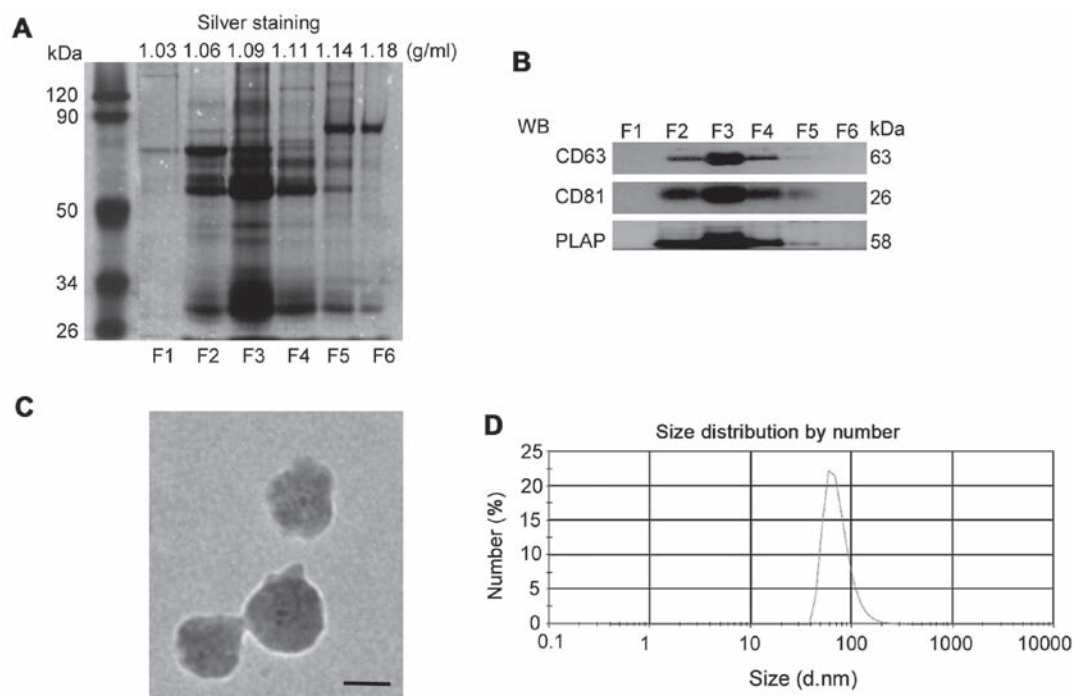 A
Silver staining
kDa 1.03 1.06 1.09 1.11 1.14 1.18 (g/ml)
120
90
50
34
26
F1 F2 F3 F4 F5 F6
B
WB F1 F2 F3 F4 F5 F6 kDa
CD63 63
CD81 26
PLAP 58
C
D
Size distribution by number
Number (%)
25
20
15
10
5
0
0.1 1 10 100 1000 10000
Size (d.nm)